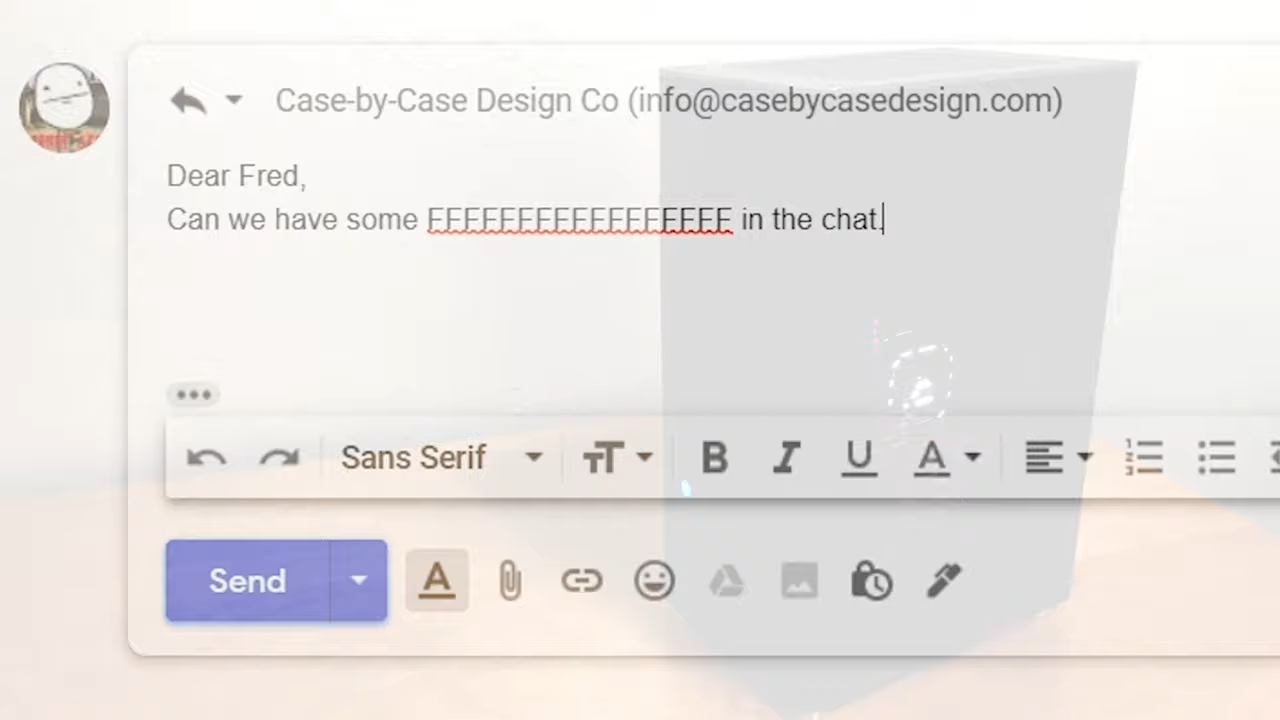 Case-by-Case Design Co (info@casebycasedesign.com)
Dear Fred,
Can we have some FFFFFFFFFFFFFFFFF in the chat.
Sans Serif
Send